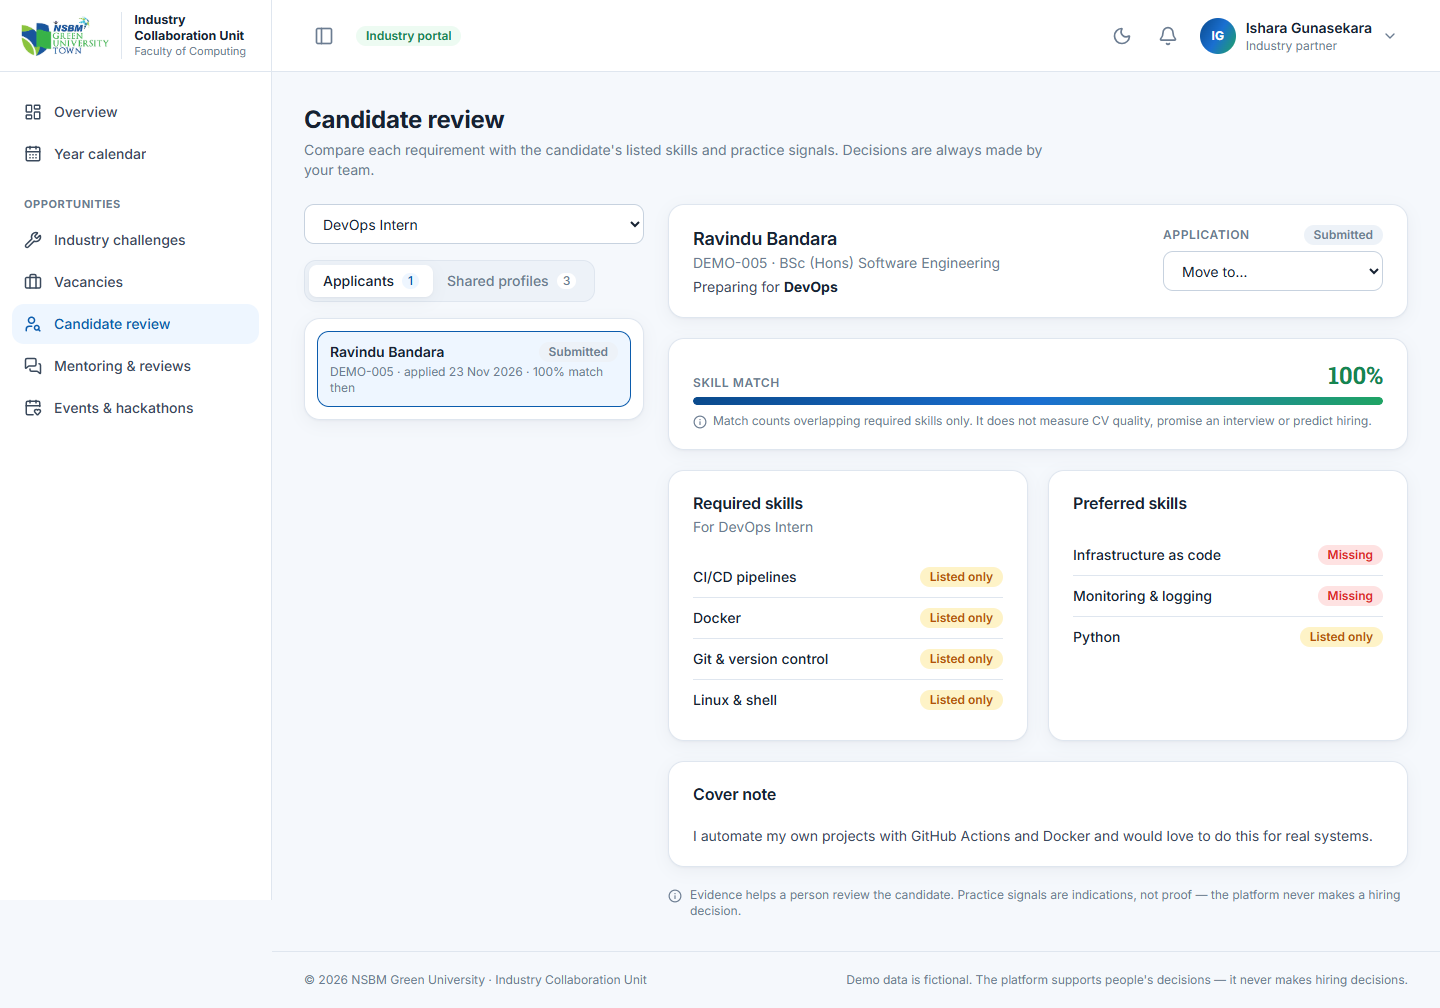 NSBM
GREEN
UNIVERSITY
TOWN
Industry
Collaboration Unit
Faculty of Computing
Industry portal
IG
Ishara Gunasekara
Industry partner
Overview
Year calendar
OPPORTUNITIES
Industry challenges
Vacancies
Candidate review
Mentoring & reviews
Events & hackathons
Candidate review
Compare each requirement with the candidate's listed skills and practice signals. Decisions are always made by
your team.
DevOps Intern
Applicants 1
Shared profiles 3
Ravindu Bandara Submitted
DEMO-005 · applied 23 Nov 2026 · 100% match
then
Ravindu Bandara
DEMO-005 · BSc (Hons) Software Engineering
Preparing for DevOps
APPLICATION Submitted
Move to...
SKILL MATCH 100%
Match counts overlapping required skills only. It does not measure CV quality, promise an interview or predict hiring.
Required skills
For DevOps Intern
CI/CD pipelines Listed only
Docker Listed only
Git & version control Listed only
Linux & shell Listed only
Preferred skills
Infrastructure as code Missing
Monitoring & logging Missing
Python Listed only
Cover note
I automate my own projects with GitHub Actions and Docker and would love to do this for real systems.
Evidence helps a person review the candidate. Practice signals are indications, not proof — the platform never makes a hiring
decision.
© 2026 NSBM Green University · Industry Collaboration Unit
Demo data is fictional. The platform supports people's decisions — it never makes hiring decisions.